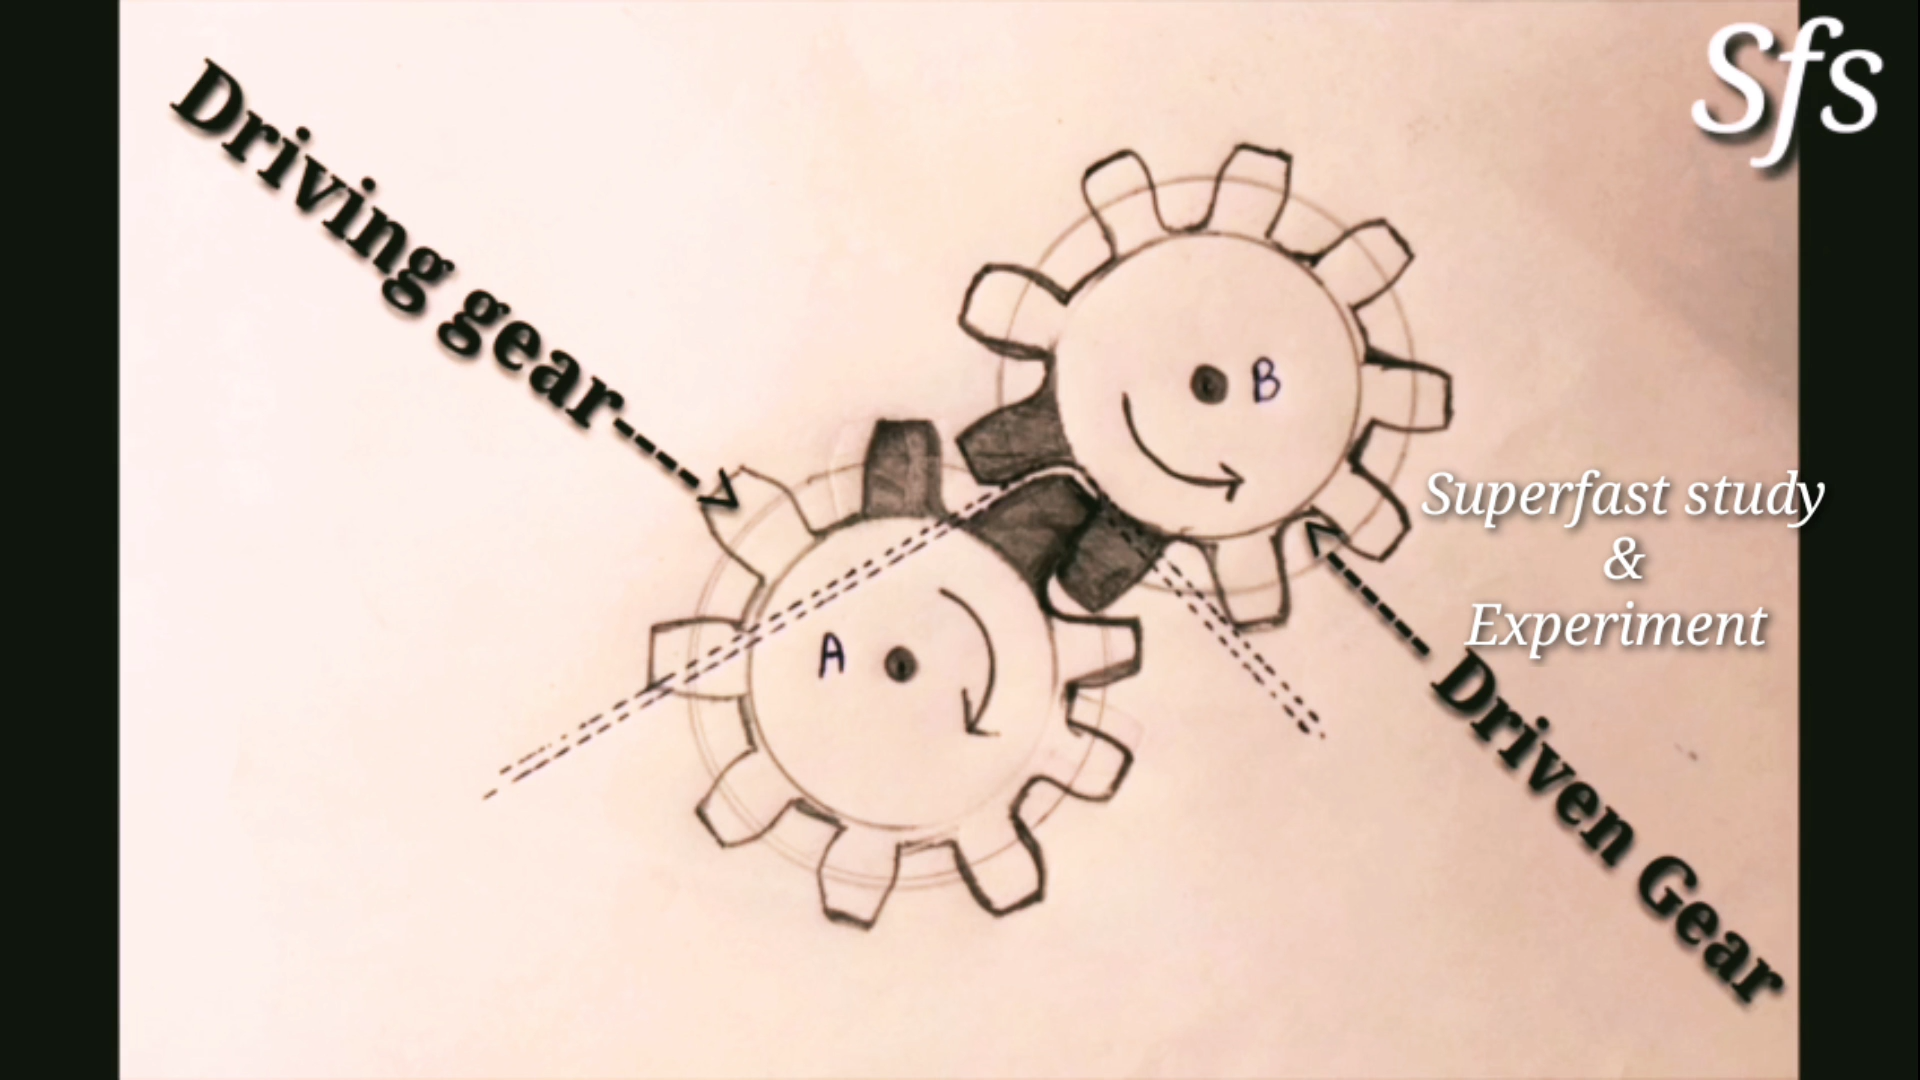 Sfs
Driving gear
B
A
Superfast study
&
Experiment
Driven Gear